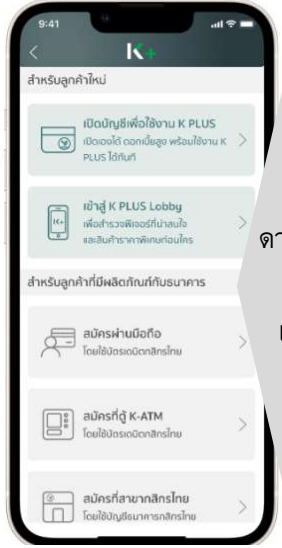 9:41
K+
สำหรับลูกค้าใหม่
เปิดบัญชีเพื่อใช้งาน K PLUS
เปิดเองได้ ดอกเบี้ยสูง พร้อมใช้งาน K
PLUS ได้ทันที
เข้าสู่ K PLUS Lobby
เพื่อสำรวจฟีเจอร์ที่น่าสนใจ
และสินค้าราคาพิเศษก่อนใคร
ดา
สำหรับลูกค้าที่มีผลิตภัณฑ์กับธนาคาร
สมัครผ่านมือถือ
โดยใช้บัตรเดบิตกสิกรไทย
สมัครที่ตู้ K-ATM
โดยใช้บัตรเดบิตกสิกรไทย
สมัครที่สาขากสิกรไทย
โดยใช้บัญชีธนาคารกสิกรไทย